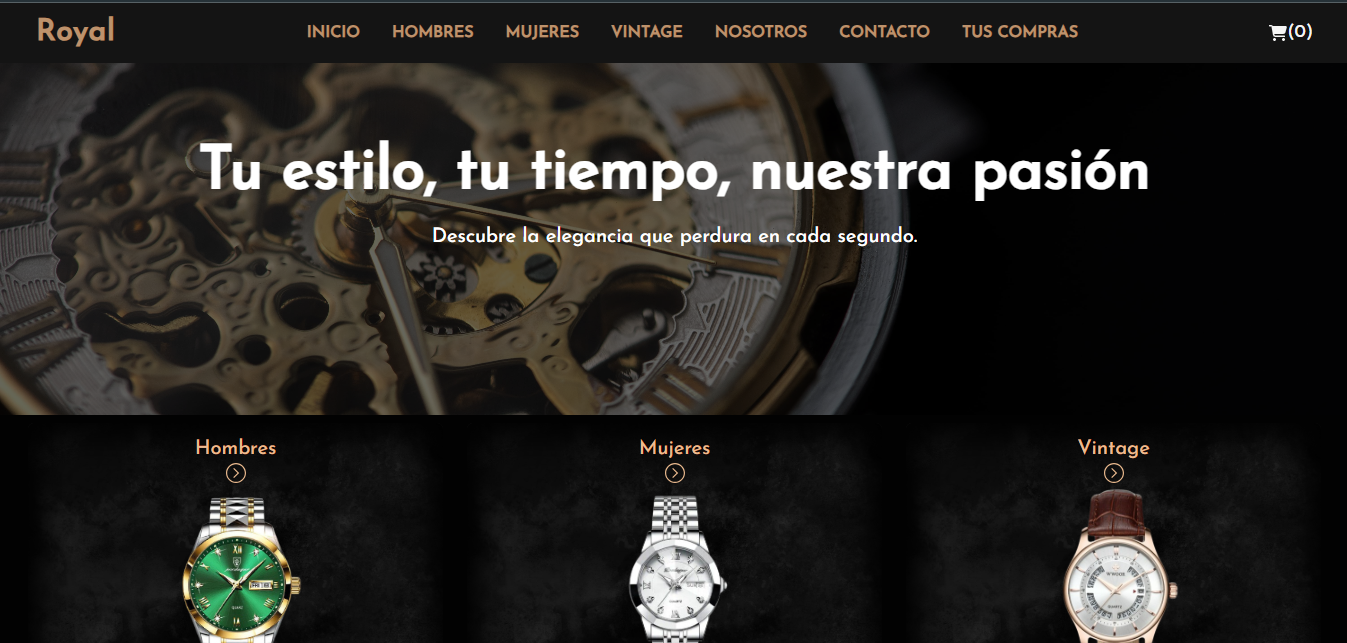 Royal
INICIO HOMBRES MUJERES VINTAGE NOSOTROS CONTACTO TUS COMPRAS
(0)
Tu estilo, tu tiempo, nuestra pasión
Descubre la elegancia que perdura en cada segundo.
Hombres Mujeres Vintage
WWOOR